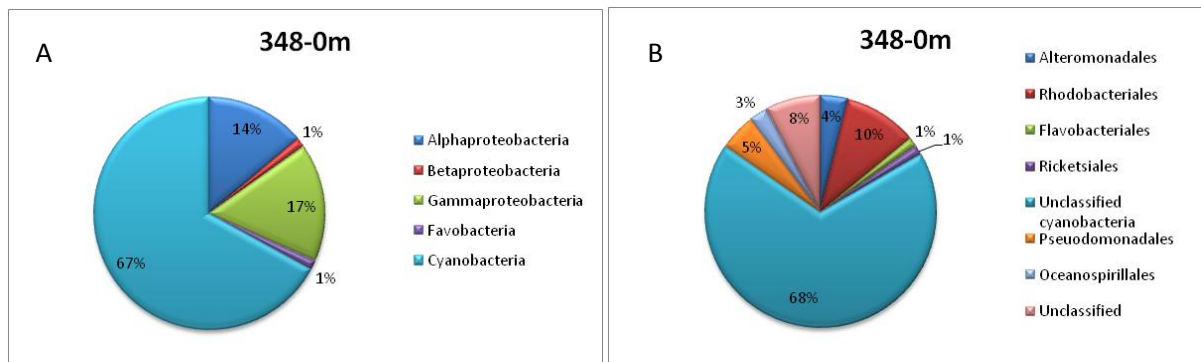 A
348-0m
14%
1%
17%
1%
67%
Alphaproteobacteria
Betaproteobacteria
Gammaproteobacteria
Favobacteria
Cyanobacteria
B
348-0m
4%
10%
1%
1%
68%
5%
3%
8%
Alteromonadales
Rhodobacteriales
Flavobacteriales
Ricketsiales
Unclassified
cyanobacteria
Pseudomonadales
Oceanospirillales
Unclassified